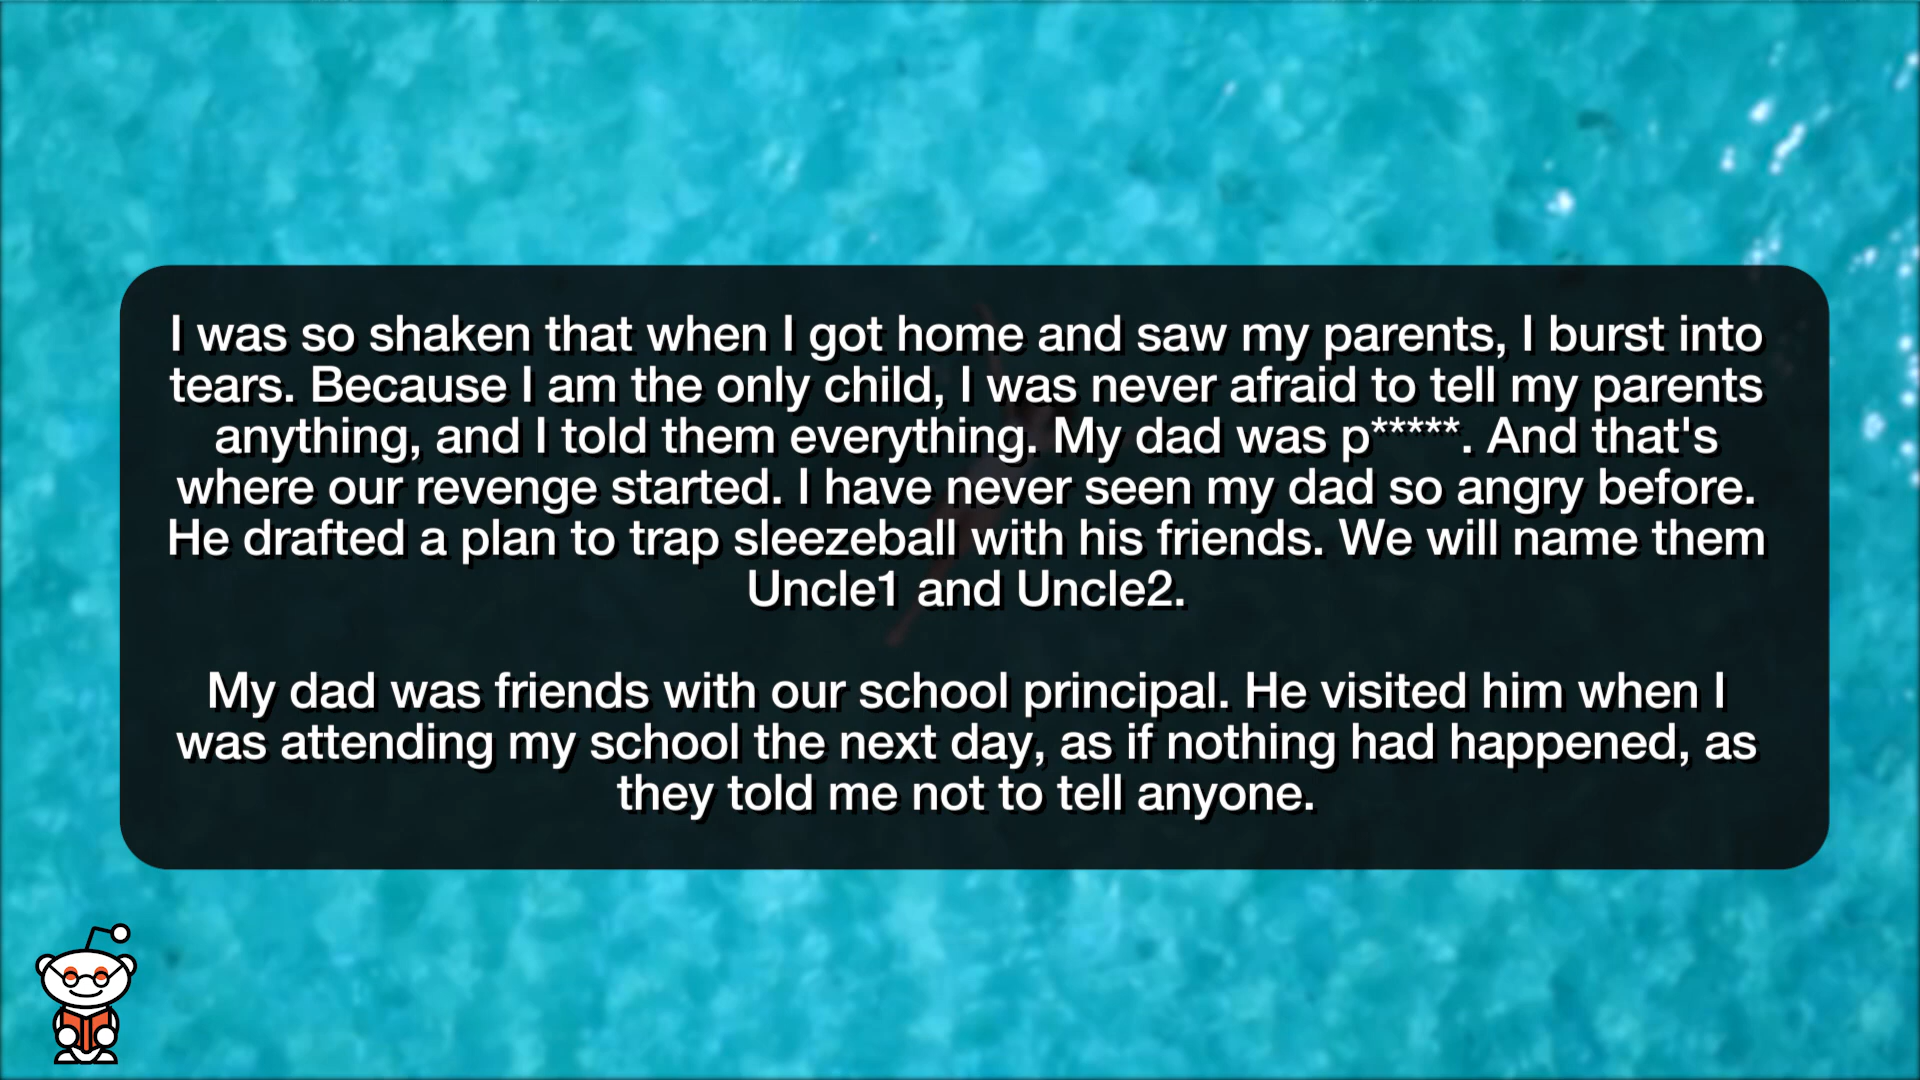 I was so shaken that when I got home and saw my parents, I burst into
tears. Because I am the only child, I was never afraid to tell my parents
anything, and I told them everything. My dad was p*****. And that's
where our revenge started. I have never seen my dad so angry before.
He drafted a plan to trap sleezeball with his friends. We will name them
Uncle1 and Uncle2.
My dad was friends with our school principal. He visited him when I
was attending my school the next day, as if nothing had happened, as
they told me not to tell anyone.